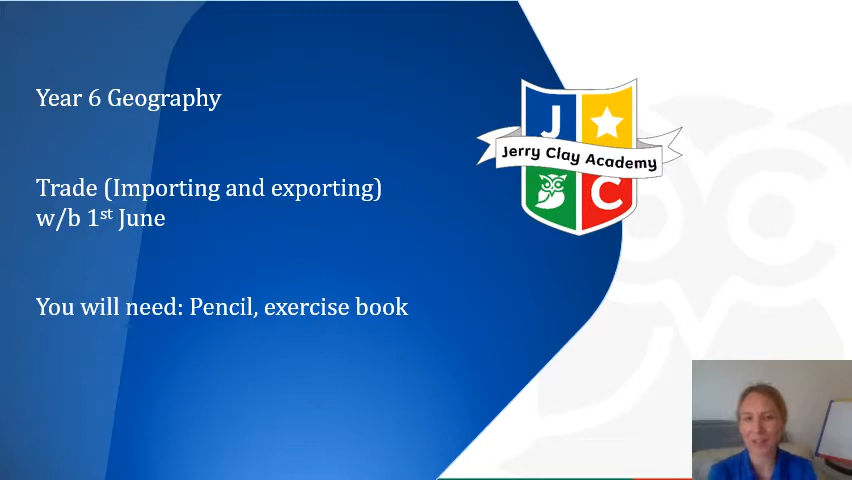 Year 6 Geography
Trade (Importing and exporting)
w/b 1st June
You will need: Pencil, exercise book
J
Jerry Clay Academy
C